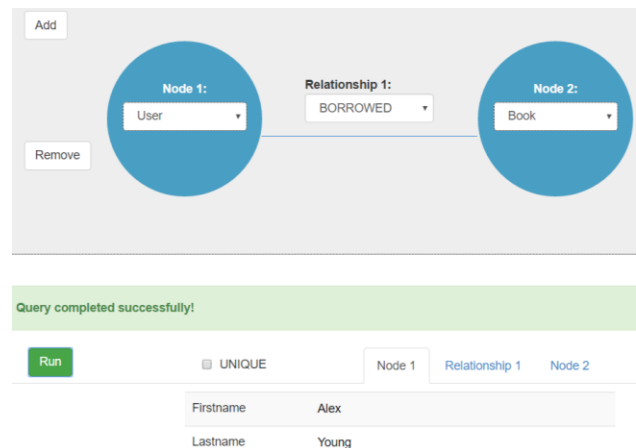 Add
Node 1:
User
Relationship 1:
BORROWED
Node 2:
Book
Remove
Query completed successfully!
Run
UNIQUE
Node 1
Relationship 1
Node 2
Firstname Alex
Lastname Young